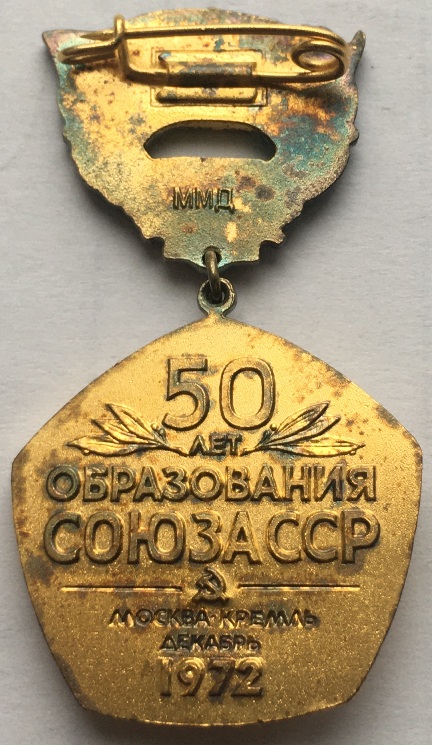 ММД
50
ЛЕТ
ОБРАЗОВАНИЯ
СОЮЗА ССР
МОСКВА·КРЕМЛЬ
ДЕКАБРЬ
1972